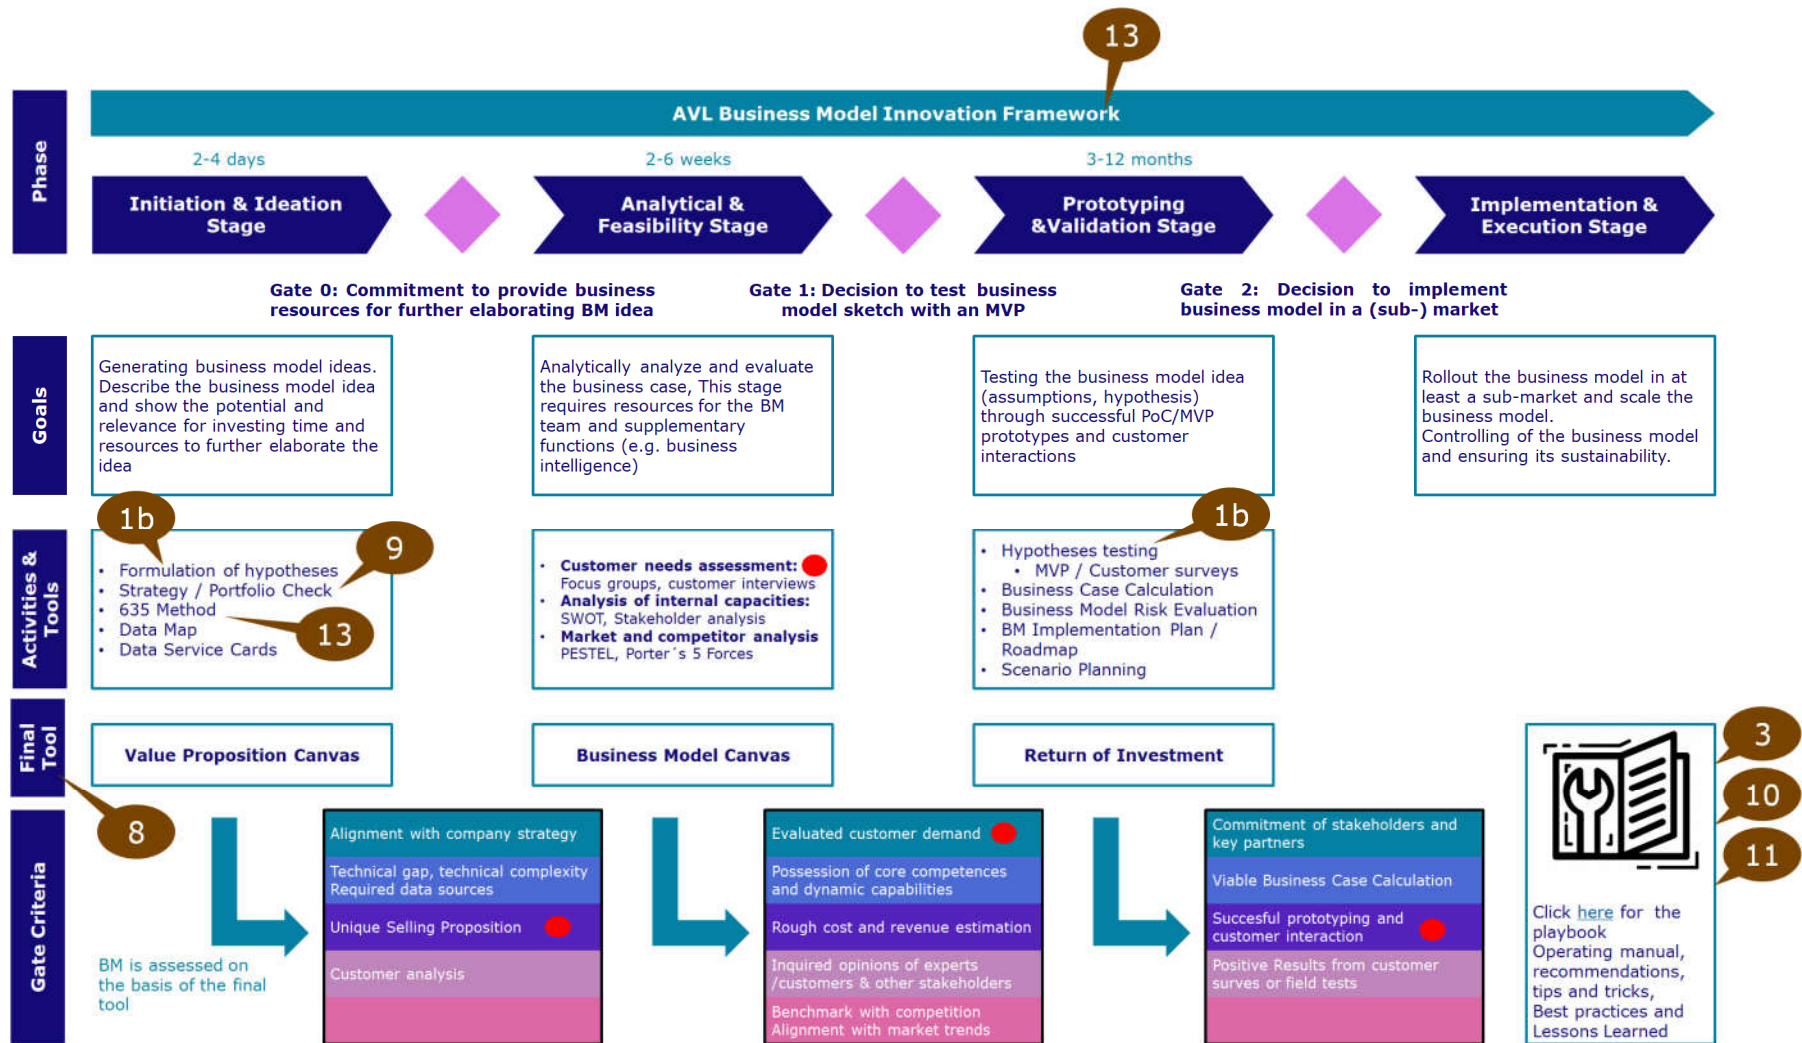 13
AVL Business Model Innovation Framework
Phase
2-4 days
2-6 weeks
3-12 months
Initiation & Ideation
Stage
Analytical &
Feasibility Stage
Prototyping
&Validation Stage
Implementation &
Execution Stage
Gate 0: Commitment to provide business
resources for further elaborating BM idea
Gate 1: Decision to test business
model sketch with an MVP
Gate 2: Decision to implement
business model in a (sub-) market
Goals
Generating business model ideas.
Describe the business model idea
and show the potential and
relevance for investing time and
resources to further elaborate the
idea
Analytically analyze and evaluate
the business case, This stage
requires resources for the BM
team and supplementary
functions (e.g. business
intelligence)
Testing the business model idea
(assumptions, hypothesis)
through successful PoC/MVP
prototypes and customer
interactions
Rollout the business model in at
least a sub-market and scale the
business model.
Controlling of the business model
and ensuring its sustainability.
Activities &
Tools
1b
9
• Formulation of hypotheses
• Strategy / Portfolio Check
• 635 Method
• Data Map
• Data Service Cards
13
• Customer needs assessment:
Focus groups, customer interviews
• Analysis of internal capacities:
SWOT, Stakeholder analysis
• Market and competitor analysis
PESTEL, Porter´s 5 Forces
1b
• Hypotheses testing
• MVP / Customer surveys
• Business Case Calculation
• Business Model Risk Evaluation
• BM Implementation Plan /
Roadmap
• Scenario Planning
Final
Tool
Value Proposition Canvas
Business Model Canvas
Return of Investment
8
Gate Criteria
BM is assessed on
the basis of the final
tool
Alignment with company strategy
Technical gap, technical complexity
Required data sources
Unique Selling Proposition
Customer analysis
Evaluated customer demand
Possession of core competences
and dynamic capabilities
Rough cost and revenue estimation
Inquired opinions of experts
/customers & other stakeholders
Benchmark with competition
Alignment with market trends
Commitment of stakeholders and
key partners
Viable Business Case Calculation
Succesful prototyping and
customer interaction
Positive Results from customer
surves or field tests
3
10
11
Click here for the
playbook
Operating manual,
recommendations,
tips and tricks,
Best practices and
Lessons Learned